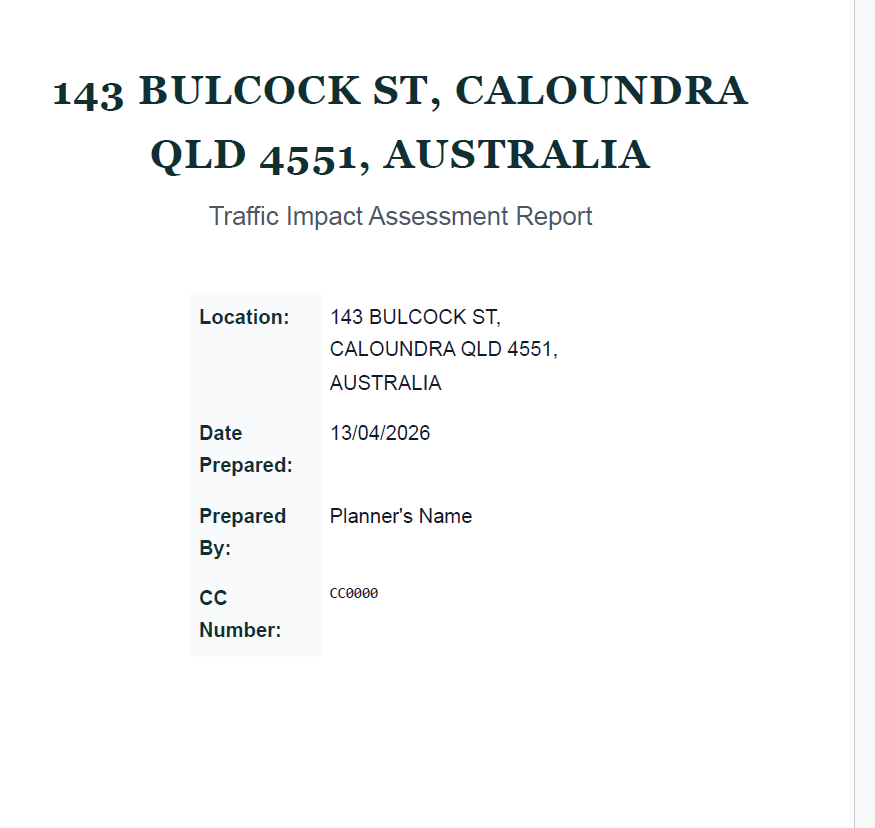 143 BULCOCK ST, CALOUNDRA
QLD 4551, AUSTRALIA
Traffic Impact Assessment Report
Location:
143 BULCOCK ST,
CALOUNDRA QLD 4551,
AUSTRALIA
Date
Prepared:
13/04/2026
Prepared
By:
Planner's Name
CC
Number:
CC0000